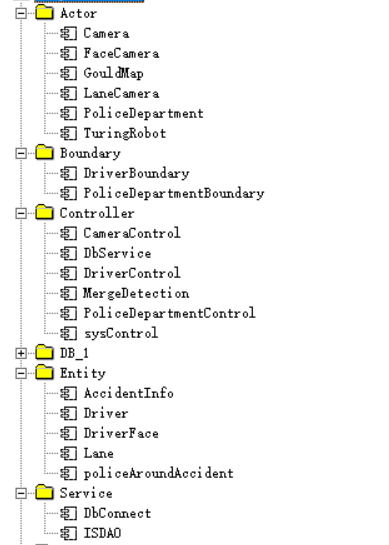 Actor
Camera
FaceCamera
GouldMap
LaneCamera
PoliceDepartment
TuringRobot
Boundary
DriverBoundary
PoliceDepartmentBoundary
Controller
CameraControl
DbService
DriverControl
MergeDetection
PoliceDepartmentControl
sysControl
DB_1
Entity
AccidentInfo
Driver
DriverFace
Lane
policeAroundAccident
Service
DbConnect
ISDAO